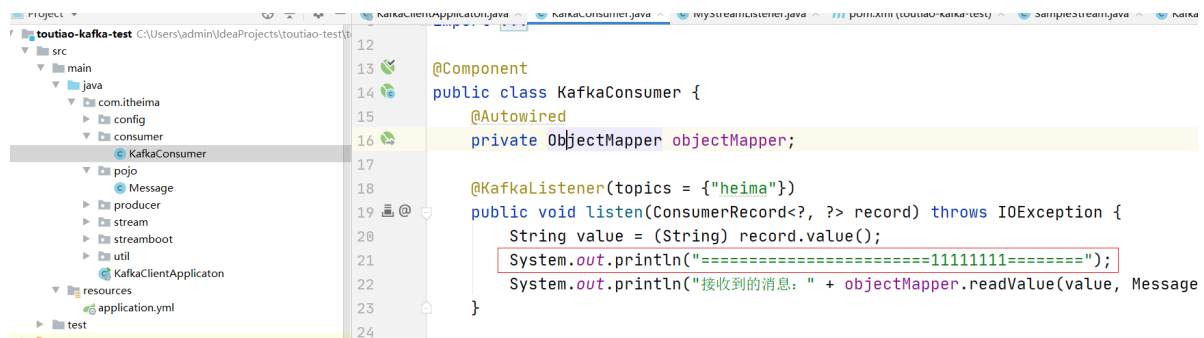 Project
KafkaClientApplicaton.java
KafkaConsumer.java
MyStreamListener.java
pom.xml (toutiao-kafka-test)
SampleStream.java
toutiao-kafka-test C:\Users\admin\IdeaProjects\toutiao-test\t
src
main
java
com.itheima
config
consumer
KafkaConsumer
pojo
Message
producer
stream
streamboot
util
KafkaClientApplicaton
resources
application.yml
test
12
13 @Component
14 public class KafkaConsumer {
15 @Autowired
16 private ObjectMapper objectMapper;
17
18 @KafkaListener(topics = {"heima"})
19 @ public void listen(ConsumerRecord<?, ?> record) throws IOException {
20 String value = (String) record.value();
21 System.out.println("========================11111111========");
22 System.out.println("接收到的消息：" + objectMapper.readValue(value, Message
23 }
24